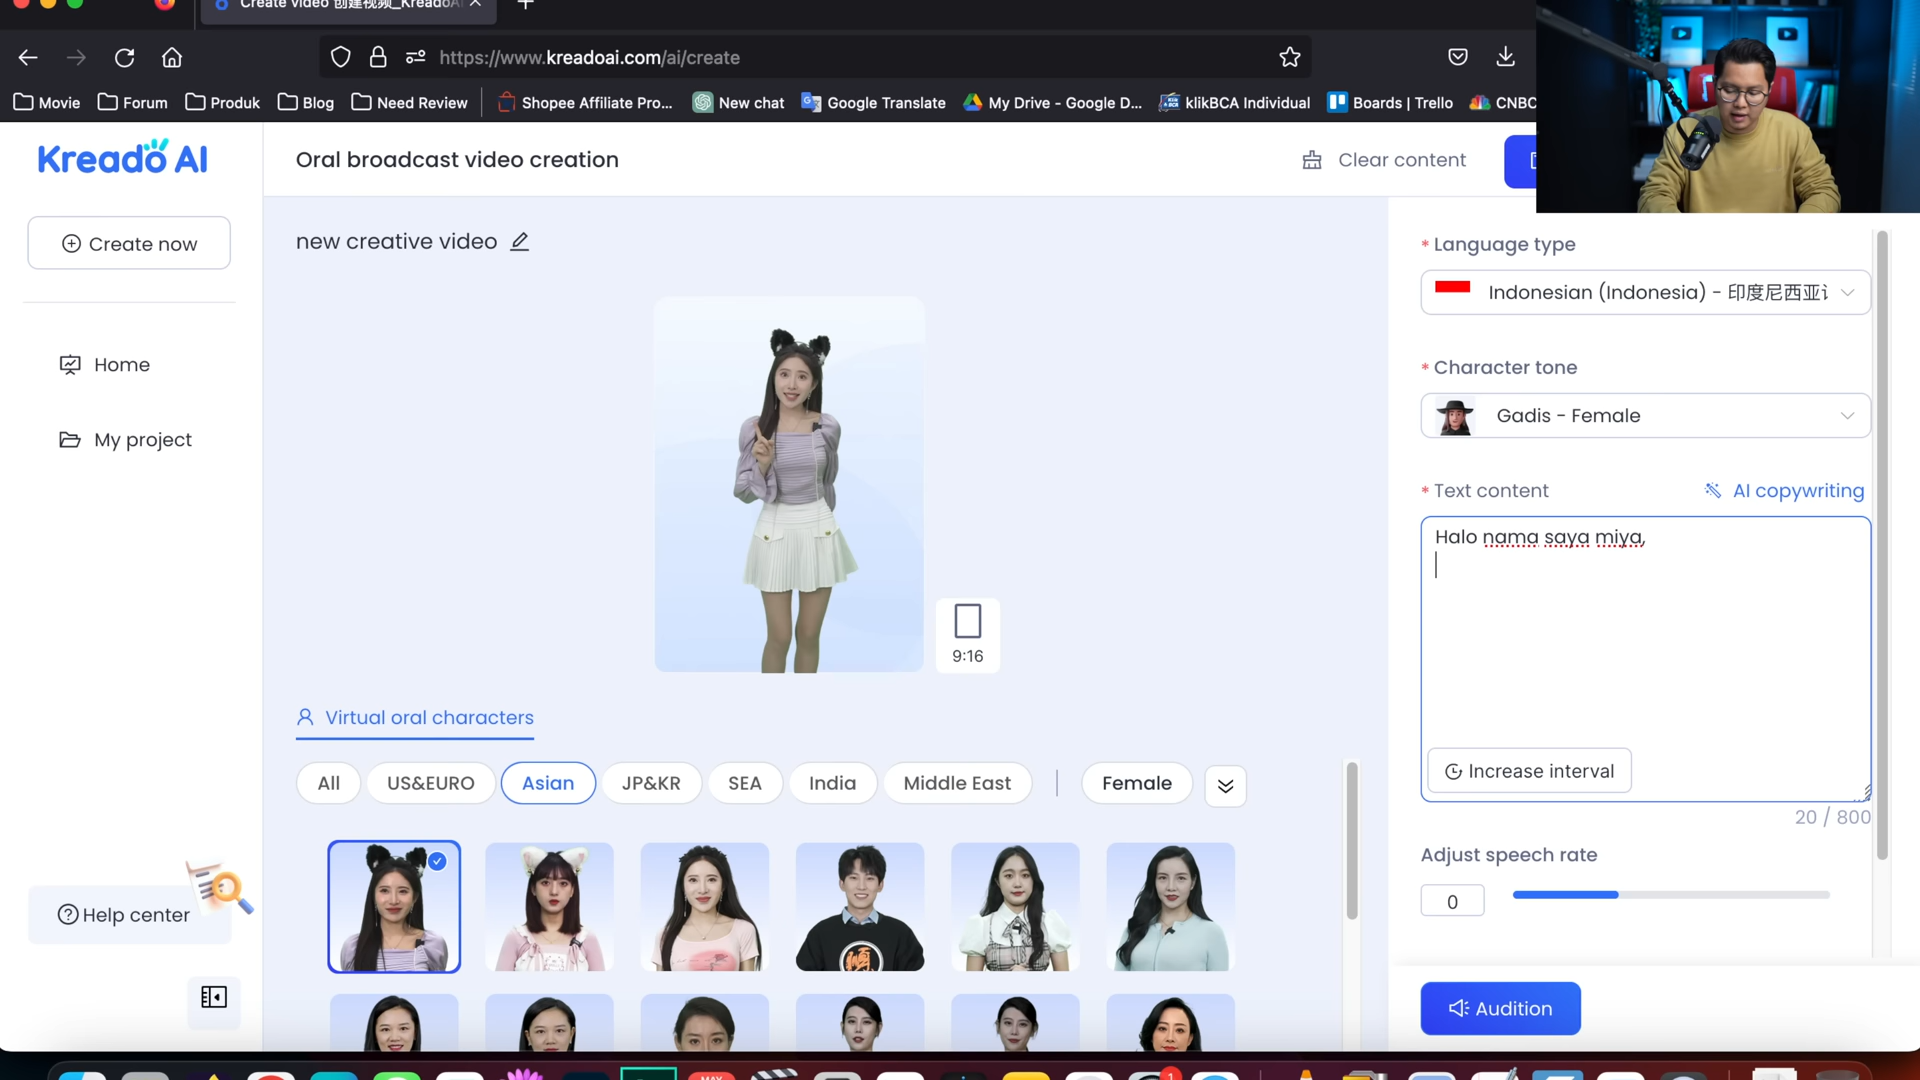 Create video 创建视频_KreadoAI
https://www.kreadoai.com/ai/create
Movie
Forum
Produk
Blog
Need Review
Shopee Affiliate Pro...
New chat
Google Translate
My Drive - Google D...
klikBCA Individual
Boards | Trello
CNBC
Kreado AI
Oral broadcast video creation
Clear content
Create now
new creative video
Home
My project
9:16
Virtual oral characters
All
US&EURO
Asian
JP&KR
SEA
India
Middle East
Female
Help center
* Language type
Indonesian (Indonesia) - 印度尼西亚
* Character tone
Gadis - Female
* Text content
AI copywriting
Halo nama saya miya,
Increase interval
20 / 800
Adjust speech rate
0
Audition
MAY
1